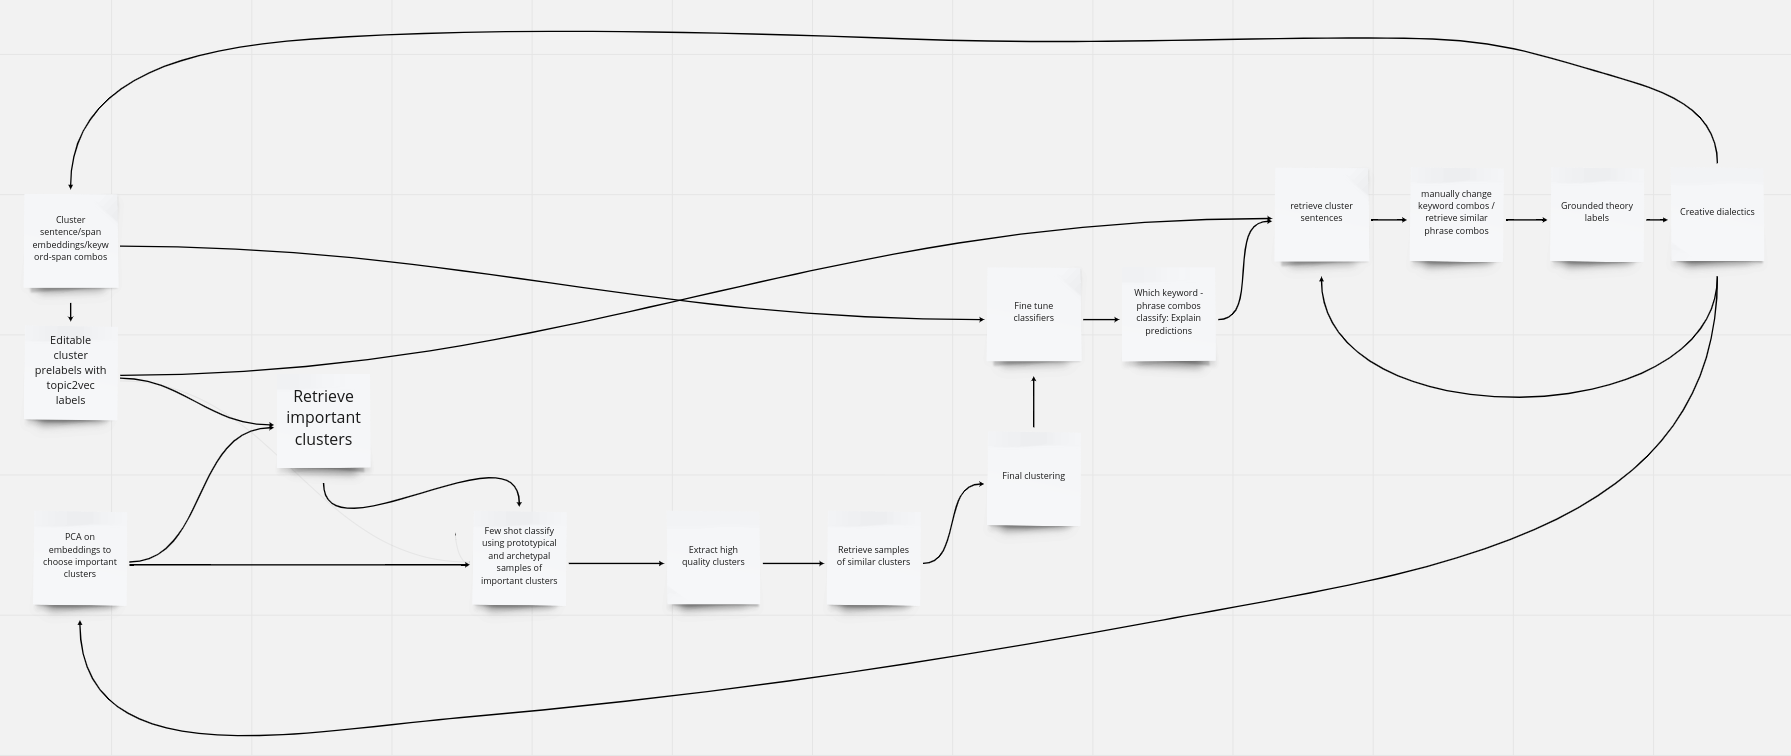 Cluster
sentence/span
embeddings/keyw
ord-span combos
Editable
cluster
prelabels with
topic2vec
labels
Retrieve
important
clusters
PCA on
embeddings to
choose important
clusters
Few shot classify
using prototypical
and archetypal
samples of
important clusters
Extract high
quality clusters
Retrieve samples
of similar clusters
Final clustering
Fine tune
classifiers
Which keyword -
phrase combos
classify: Explain
predictions
retrieve cluster
sentences
manually change
keyword combos /
retrieve similar
phrase combos
Grounded theory
labels
Creative dialectics